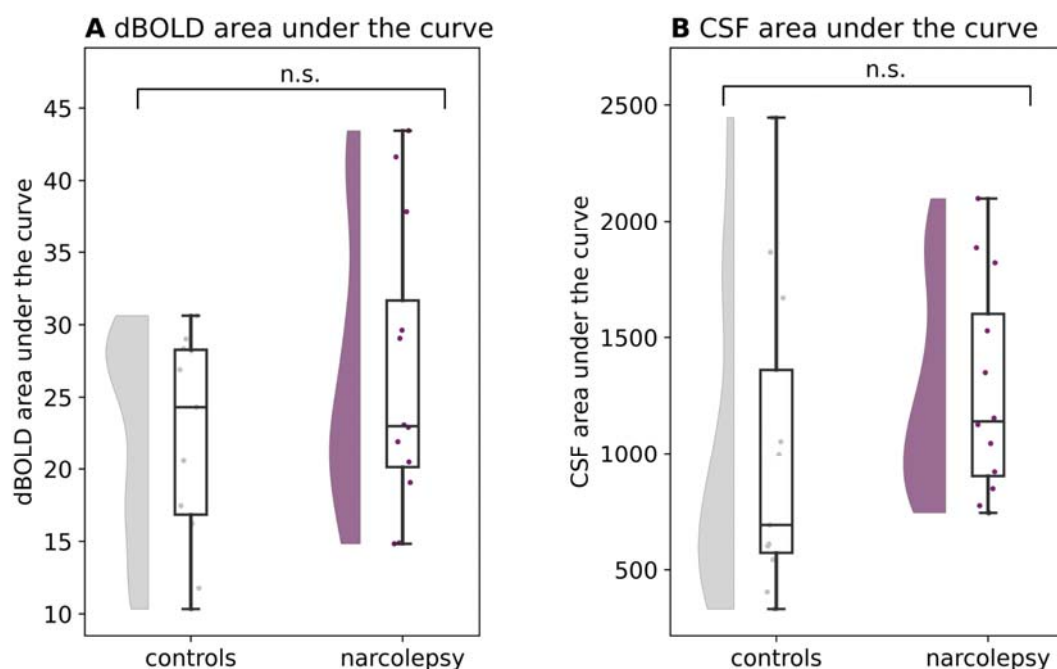 A dBOLD area under the curve
n.s.
45
40
35
30
25
20
15
10
dBOLD area under the curve
controls
narcolepsy
B CSF area under the curve
n.s.
2500
2000
1500
1000
500
CSF area under the curve
controls
narcolepsy